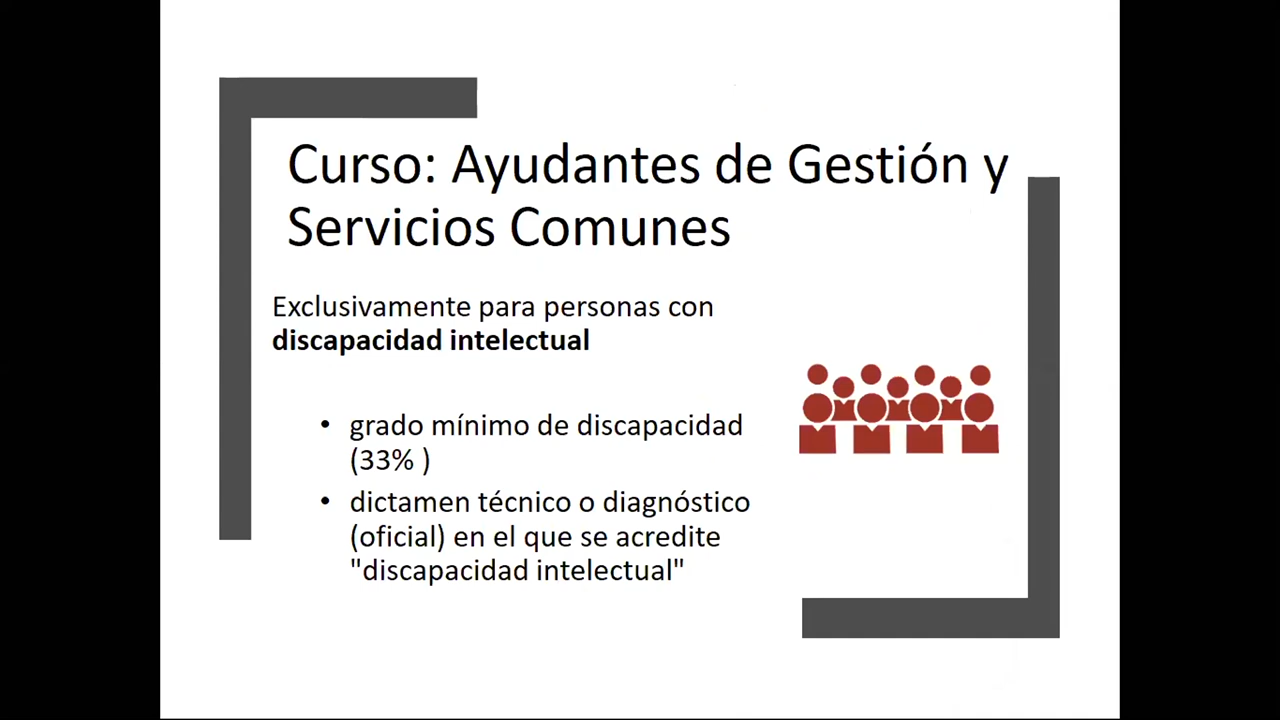 Curso: Ayudantes de Gestión y
Servicios Comunes
Exclusivamente para personas con
discapacidad intelectual
• grado mínimo de discapacidad
(33% )
• dictamen técnico o diagnóstico
(oficial) en el que se acredite
"discapacidad intelectual"